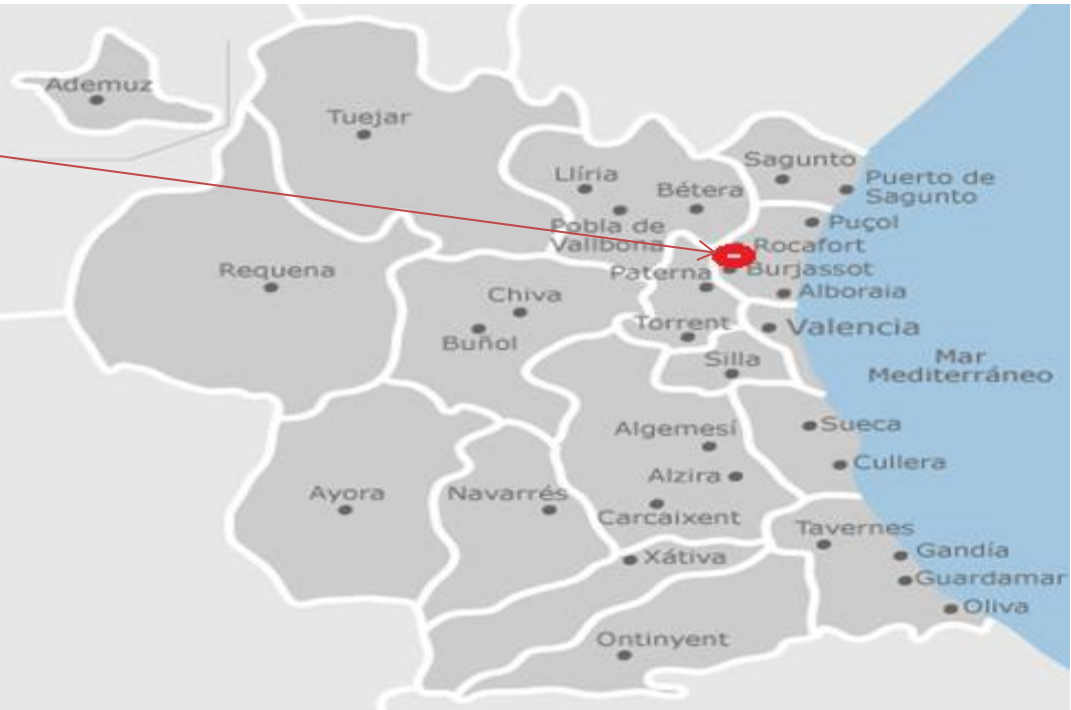 Ademuz
Tuejar
Sagunto
Llíria
Puerto de
Sagunto
Bétera
Puçol
Pobla de
Vallbona
Rocafort
Requena
Paterna
Burjassot
Alboraia
Chiva
Torrent
Valencia
Buñol
Silla
Mar
Mediterráneo
Algemesí
Sueca
Cullera
Alzira
Ayora
Navarrés
Carcaixent
Tavernes
Gandía
Xátiva
Guardamar
Oliva
Ontinyent